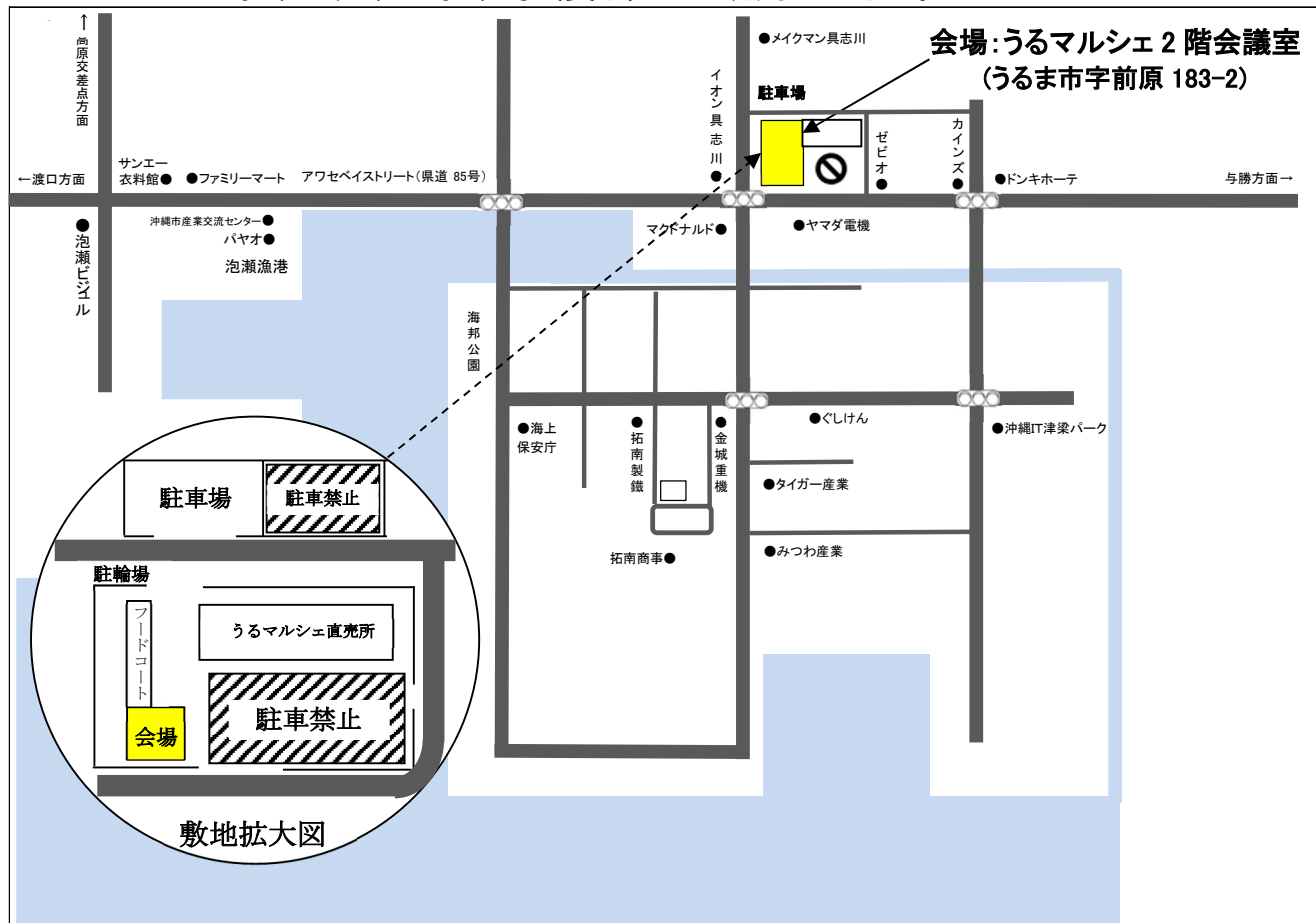 ↑高原交差点方面
●メイクマン具志川
会場:うるマルシェ2階会議室
(うるま市字前原 183-2)
駐車場
イオン具志川●
ゼビオ●
カインズ●
←渡口方面
サンエー
衣料館●
●ファミリーマート
アワセベイストリート(県道 85号)
●ドンキホーテ
与勝方面→
●泡瀬ビジュル
沖縄市産業交流センター●
パヤオ●
泡瀬漁港
マクドナルド●
●ヤマダ電機
海邦公園
●海上
保安庁
●拓南製鐵
●金城重機
●ぐしけん
●沖縄IT津梁パーク
●タイガー産業
拓南商事●
●みつわ産業
駐車場
駐車禁止
駐輪場
フードコート
うるマルシェ直売所
駐車禁止
会場
敷地拡大図